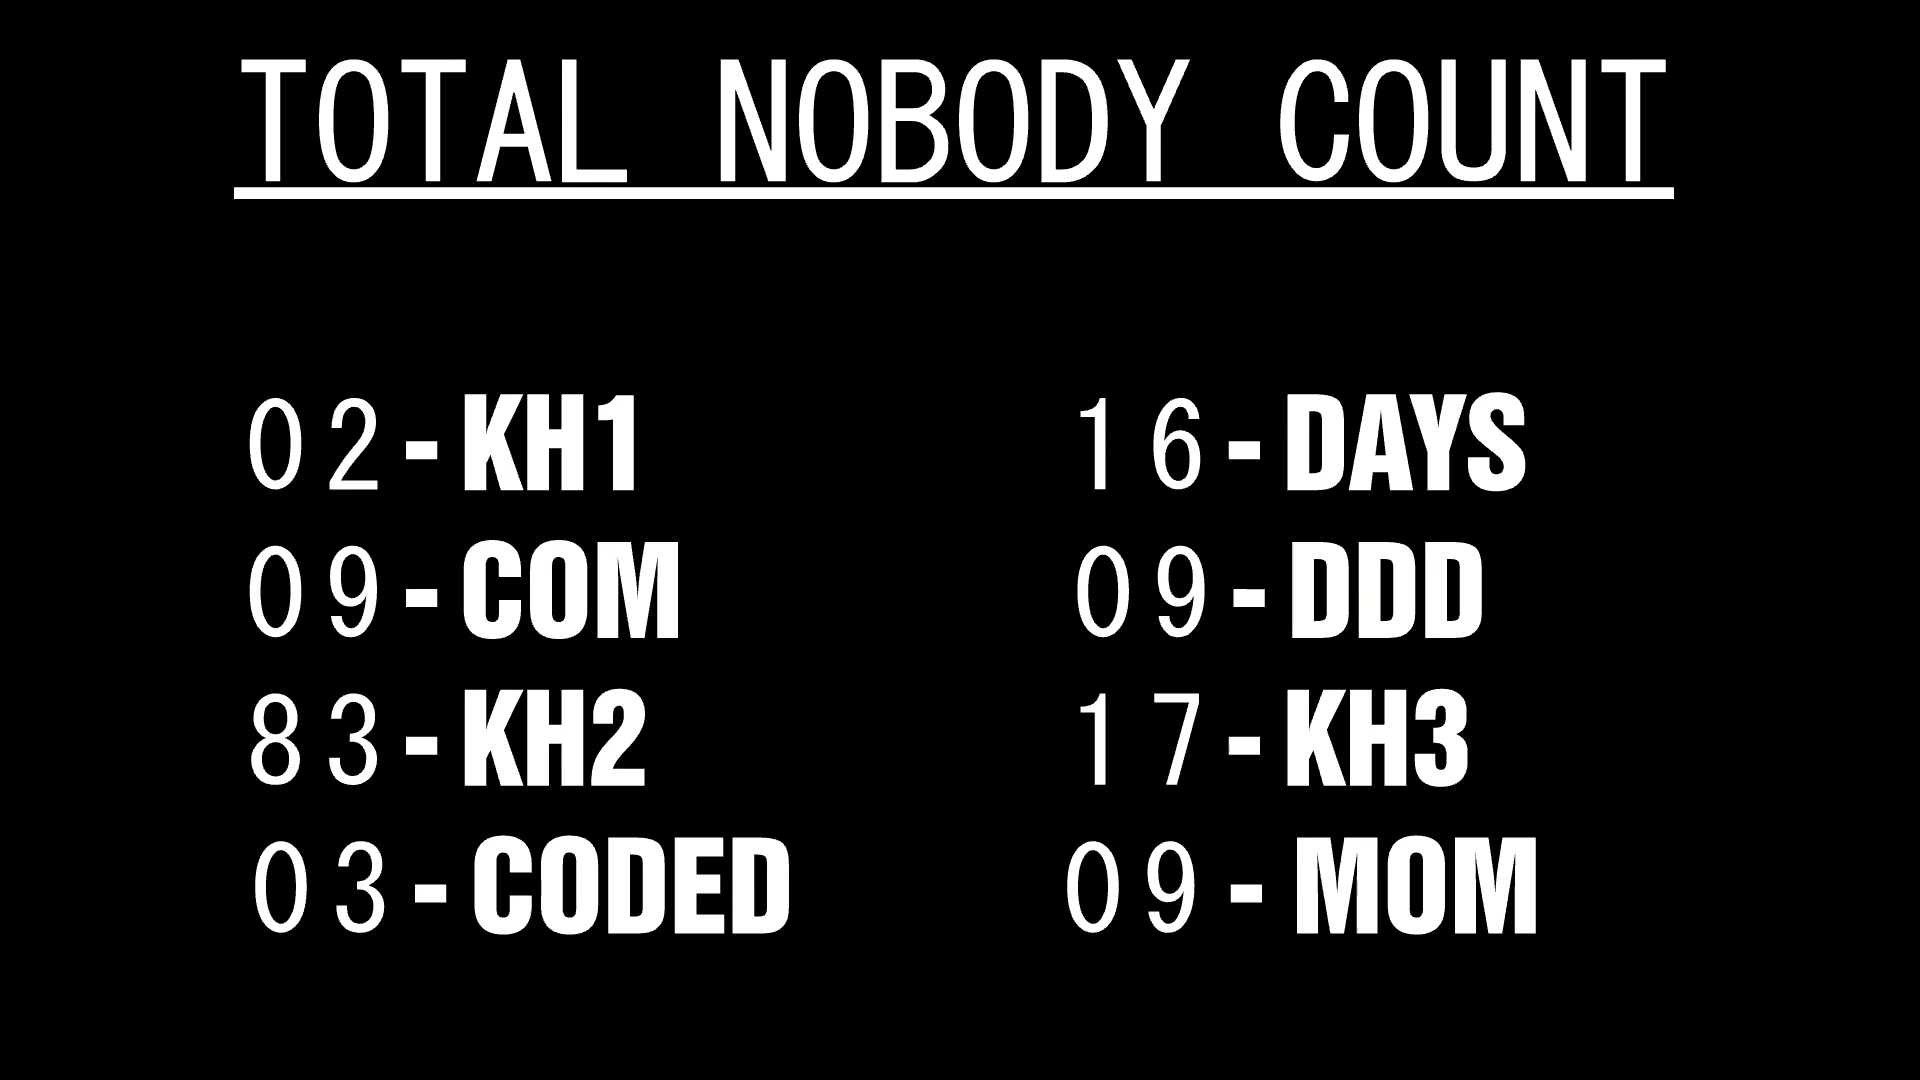 TOTAL NOBODY COUNT
02-KH1
09-COM
83-KH2
03-CODED
16-DAYS
09-DDD
17-KH3
09-MOM